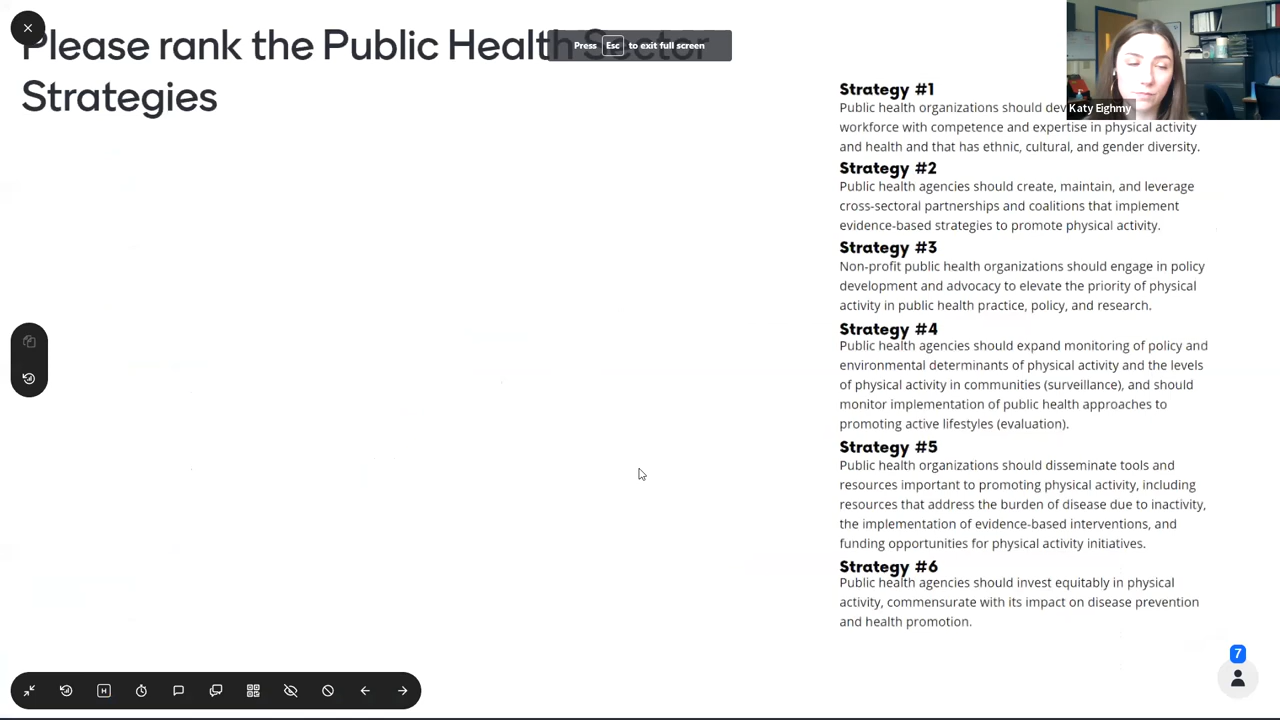 Please rank the Public Health Sector
Strategies
Press Esc to exit full screen
Katy Eighmy
Strategy #1
Public health organizations should
workforce with competence and expertise in physical activity
and health and that has ethnic, cultural, and gender diversity.
Strategy #2
Public health agencies should create, maintain, and leverage
cross-sectoral partnerships and coalitions that implement
evidence-based strategies to promote physical activity.
Strategy #3
Non-profit public health organizations should engage in policy
development and advocacy to elevate the priority of physical
activity in public health practice, policy, and research.
Strategy #4
Public health agencies should expand monitoring of policy and
environmental determinants of physical activity and the levels
of physical activity in communities (surveillance), and should
monitor implementation of public health approaches to
promoting active lifestyles (evaluation).
Strategy #5
Public health organizations should disseminate tools and
resources important to promoting physical activity, including
resources that address the burden of disease due to inactivity,
the implementation of evidence-based interventions, and
funding opportunities for physical activity initiatives.
Strategy #6
Public health agencies should invest equitably in physical
activity, commensurate with its impact on disease prevention
and health promotion.
7
H